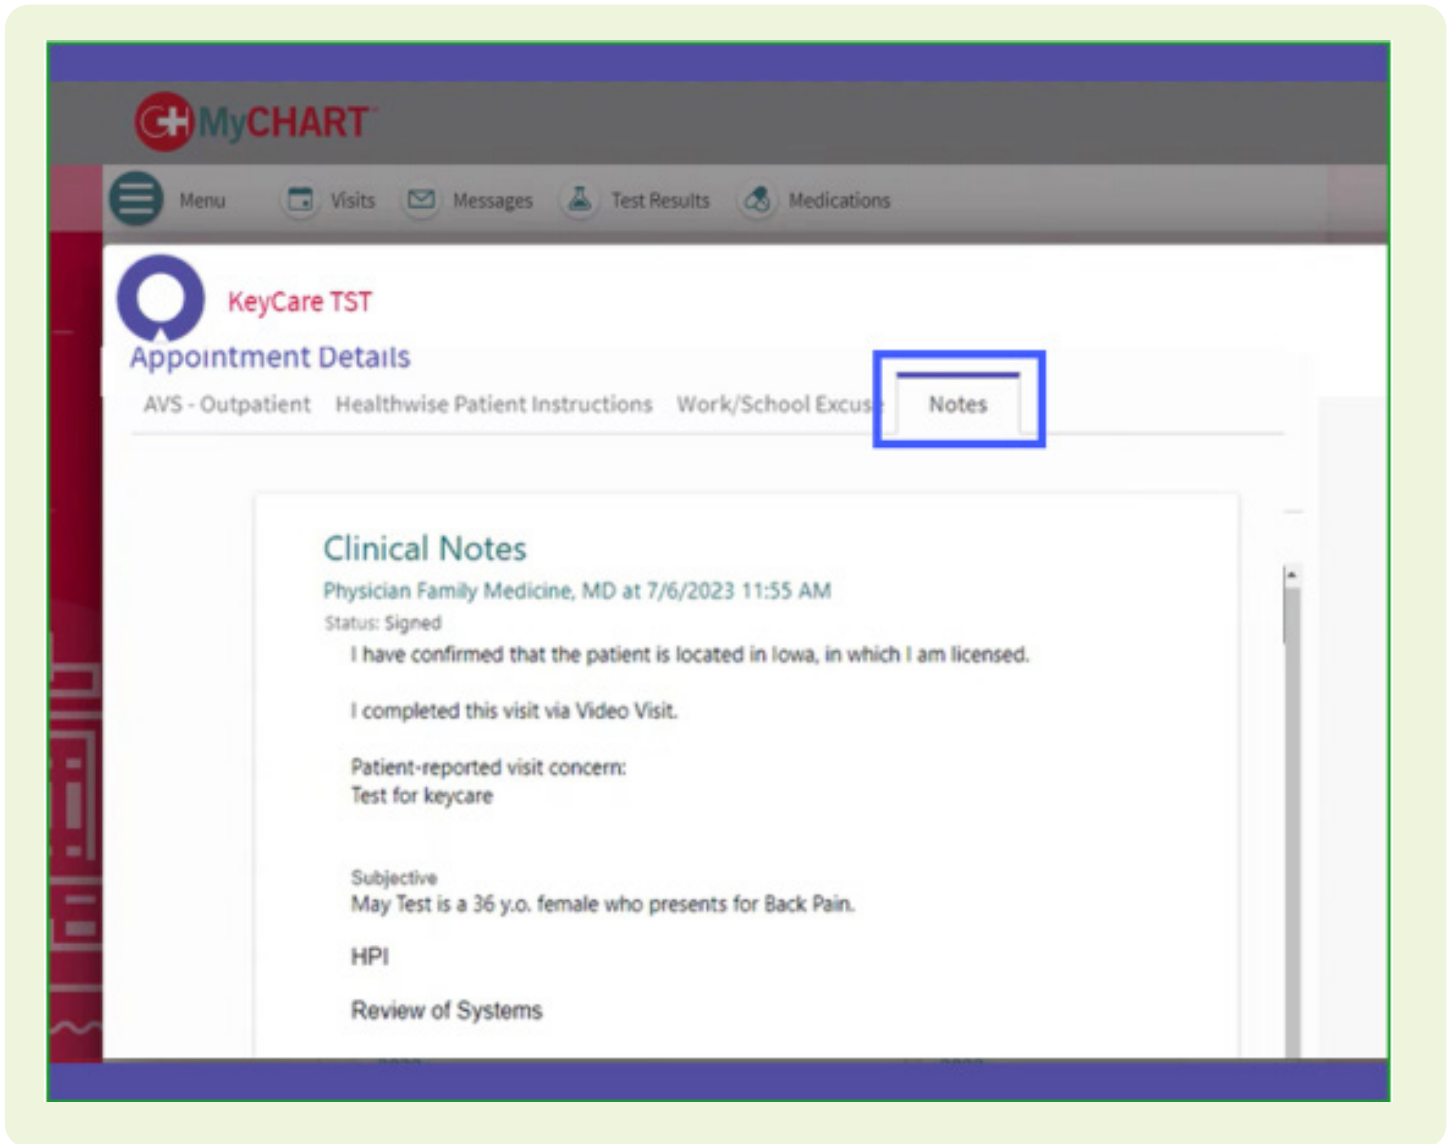 MyCHART
Menu Visits Messages Test Results Medications
KeyCare TST
Appointment Details
AVS - Outpatient Healthwise Patient Instructions Work/School Excuse Notes
Clinical Notes
Physician Family Medicine, MD at 7/6/2023 11:55 AM
Status: Signed
I have confirmed that the patient is located in Iowa, in which I am licensed.
I completed this visit via Video Visit.
Patient-reported visit concern:
Test for keycare
Subjective
May Test is a 36 y.o. female who presents for Back Pain.
HPI
Review of Systems